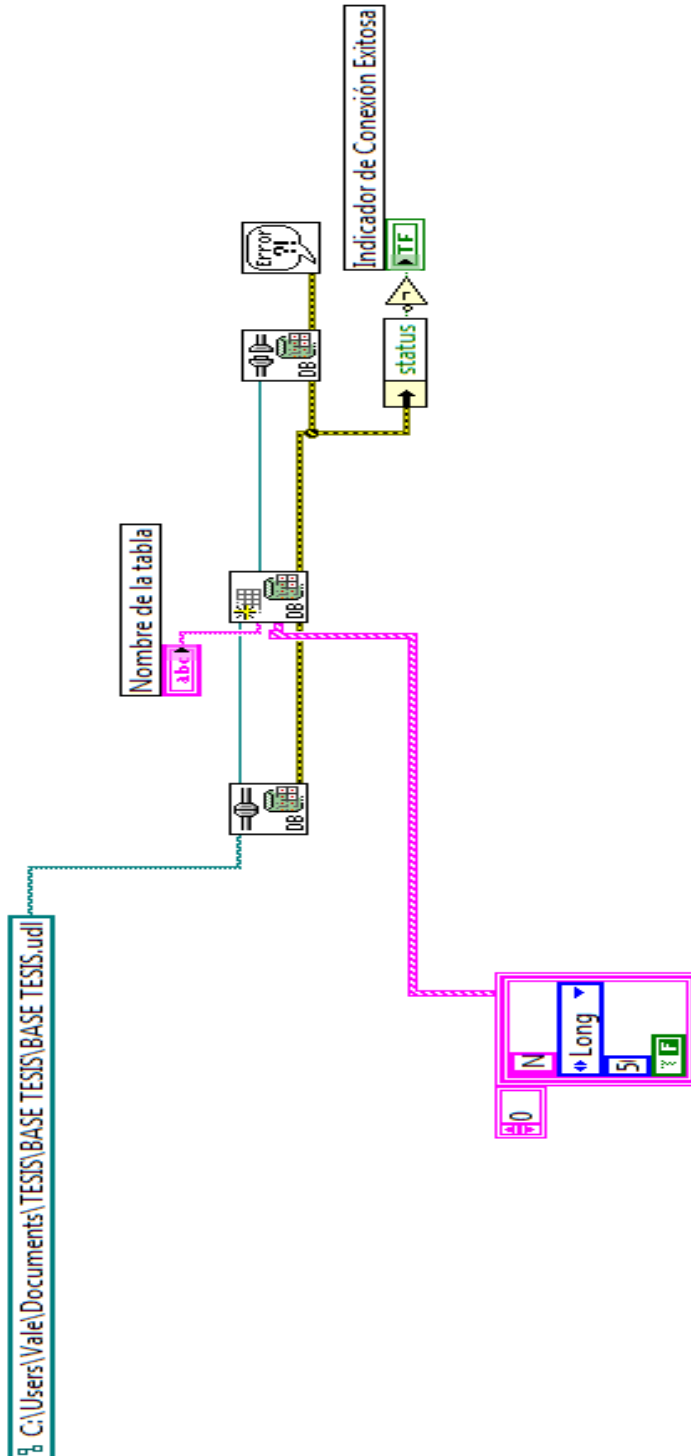 C:\Users\Vale\Documents\TESIS\BASE TESIS\BASE TESIS.udl
Nombre de la tabla
abc
DB
DB
DB
Error
?!
Indicador de Conexión Exitosa
TF
status
0
N
Long
F